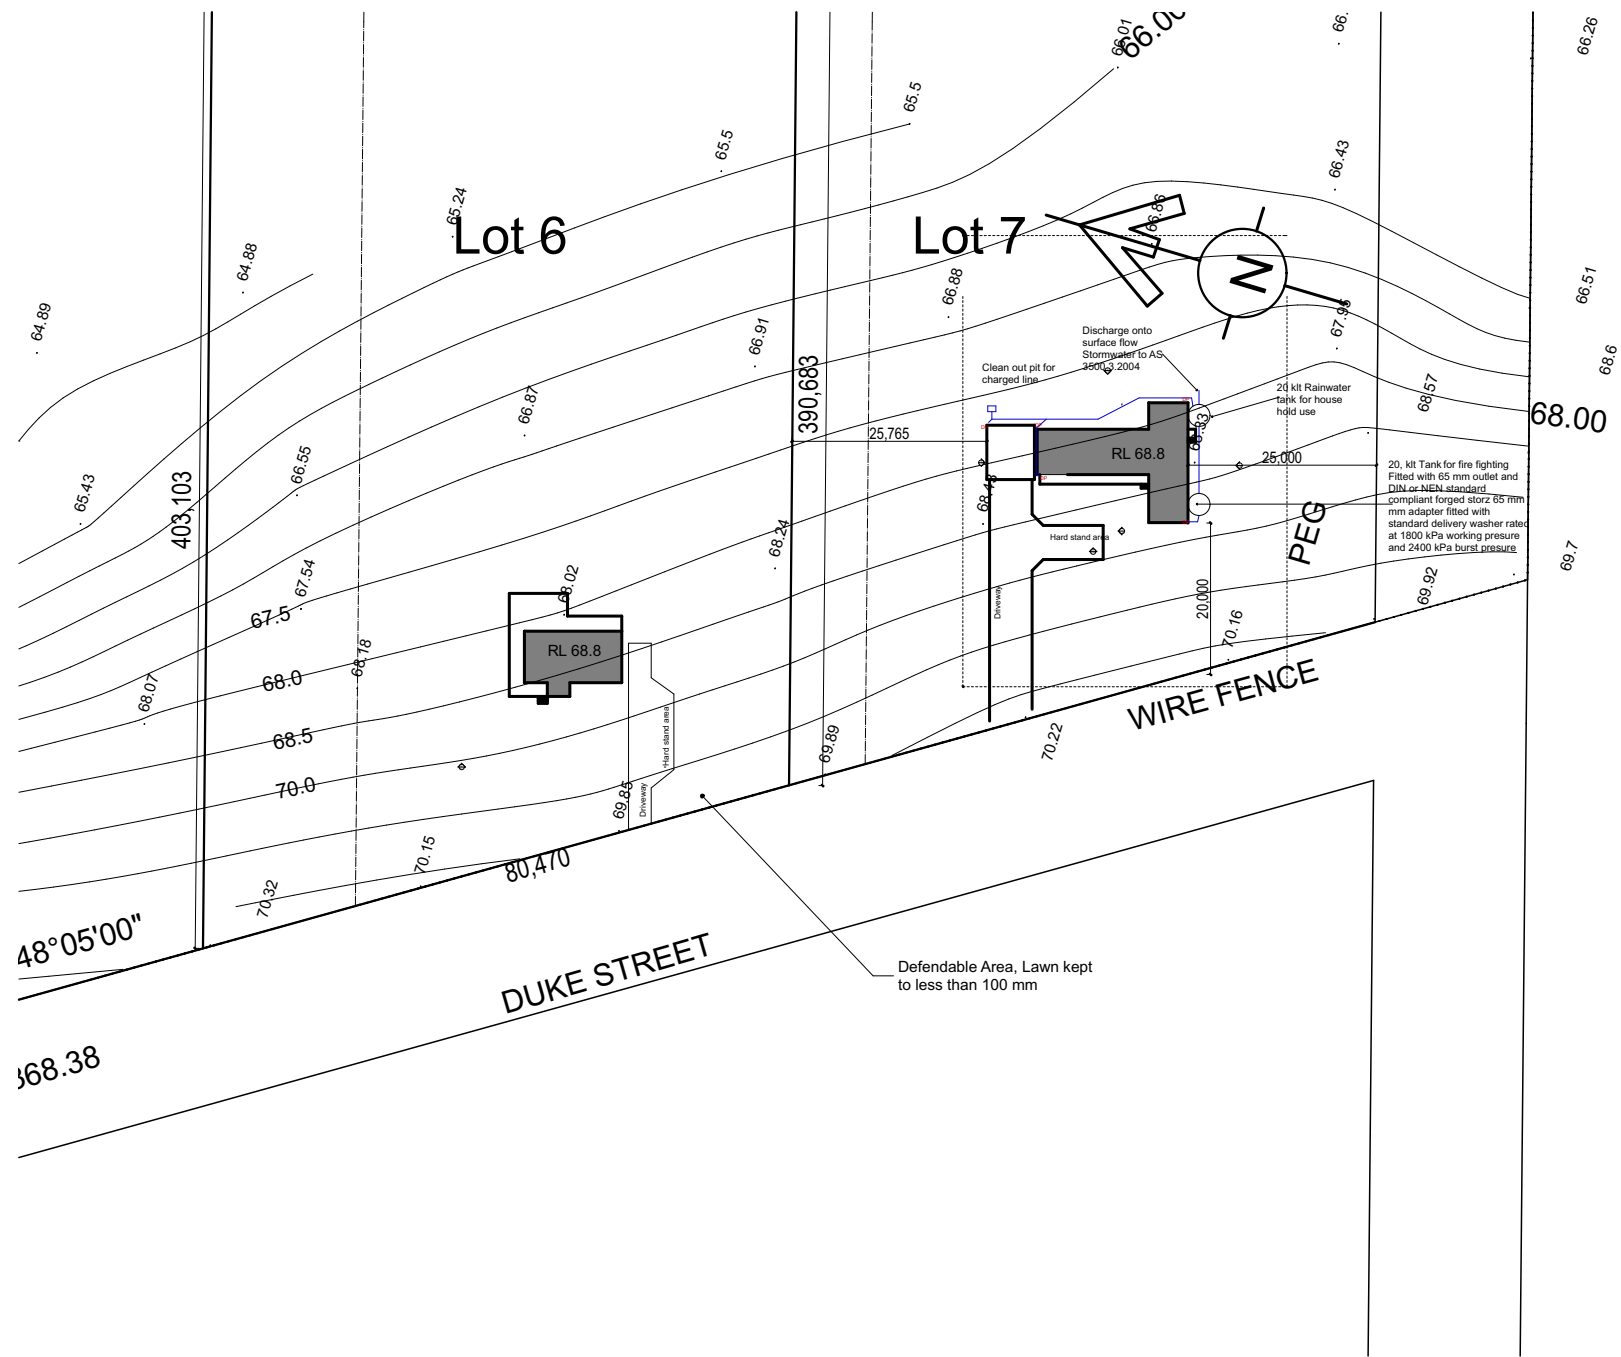 66.01
66.00
66.26
65.5
65.5
66.43
65.24
66.86
Lot 6
Lot 7
64.88
N
66.88
66.51
64.89
67.95
66.91
Discharge onto
surface flow
Stormwater to AS
3500.3.2004
68.6
Clean out pit for
charged line
390,683
20 klt Rainwater
tank for house
hold use
68.57
66.87
68.00
25,765
RL 68.8
25,000
66.55
65.43
403,103
20, klt Tank for fire fighting
Fitted with 65 mm outlet and
DIN or NEN standard
compliant forged storz 65 mm
mm adapter fitted with
standard delivery washer rated
at 1800 kPa working presure
and 2400 kPa burst presure
PEG
68.24
Hard stand area
69.7
67.54
68.02
69.92
Driveway
20,000
67.5
70.16
68.18
RL 68.8
68.0
68.07
WIRE FENCE
68.5
Hard stand area
69.89
70.22
70.0
69.85
Driveway
70.15
80,470
70.32
48°05'00"
DUKE STREET
Defendable Area, Lawn kept
to less than 100 mm
368.38